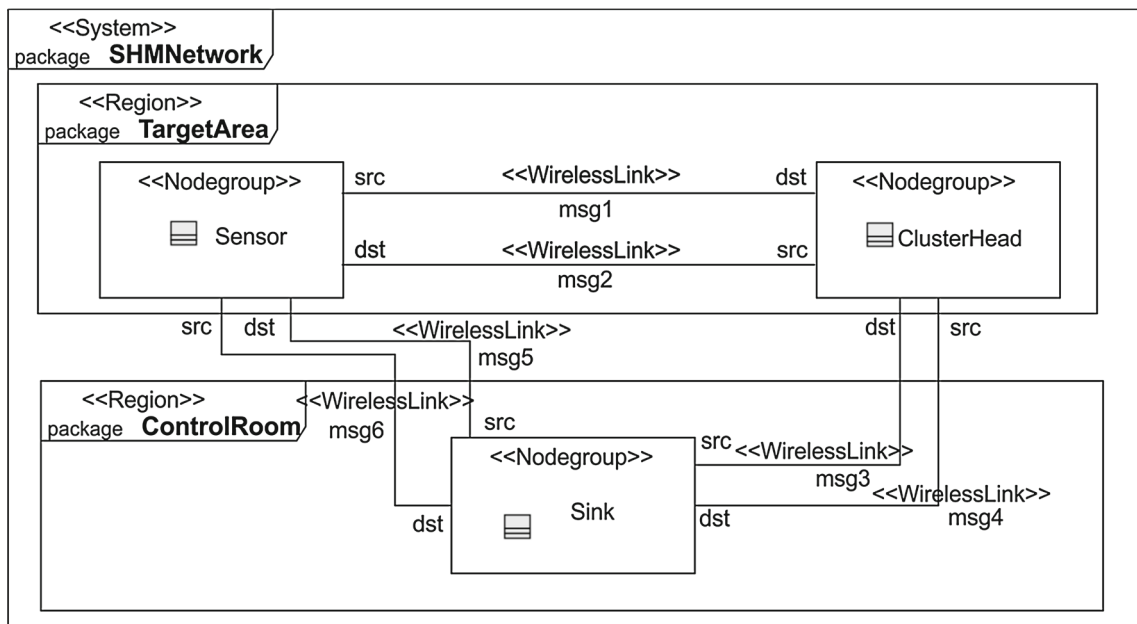 <<System>>
package SHMNetwork
<<Region>>
package TargetArea
<<Nodegroup>>
Sensor
src
<<WirelessLink>>
dst
msg1
dst
<<WirelessLink>>
src
msg2
<<Nodegroup>>
ClusterHead
src
dst
<<WirelessLink>>
msg5
dst
src
<<Region>>
package ControlRoom
<<WirelessLink>>
msg6
src
<<Nodegroup>>
Sink
src
<<WirelessLink>>
msg3
<<WirelessLink>>
msg4
dst
dst